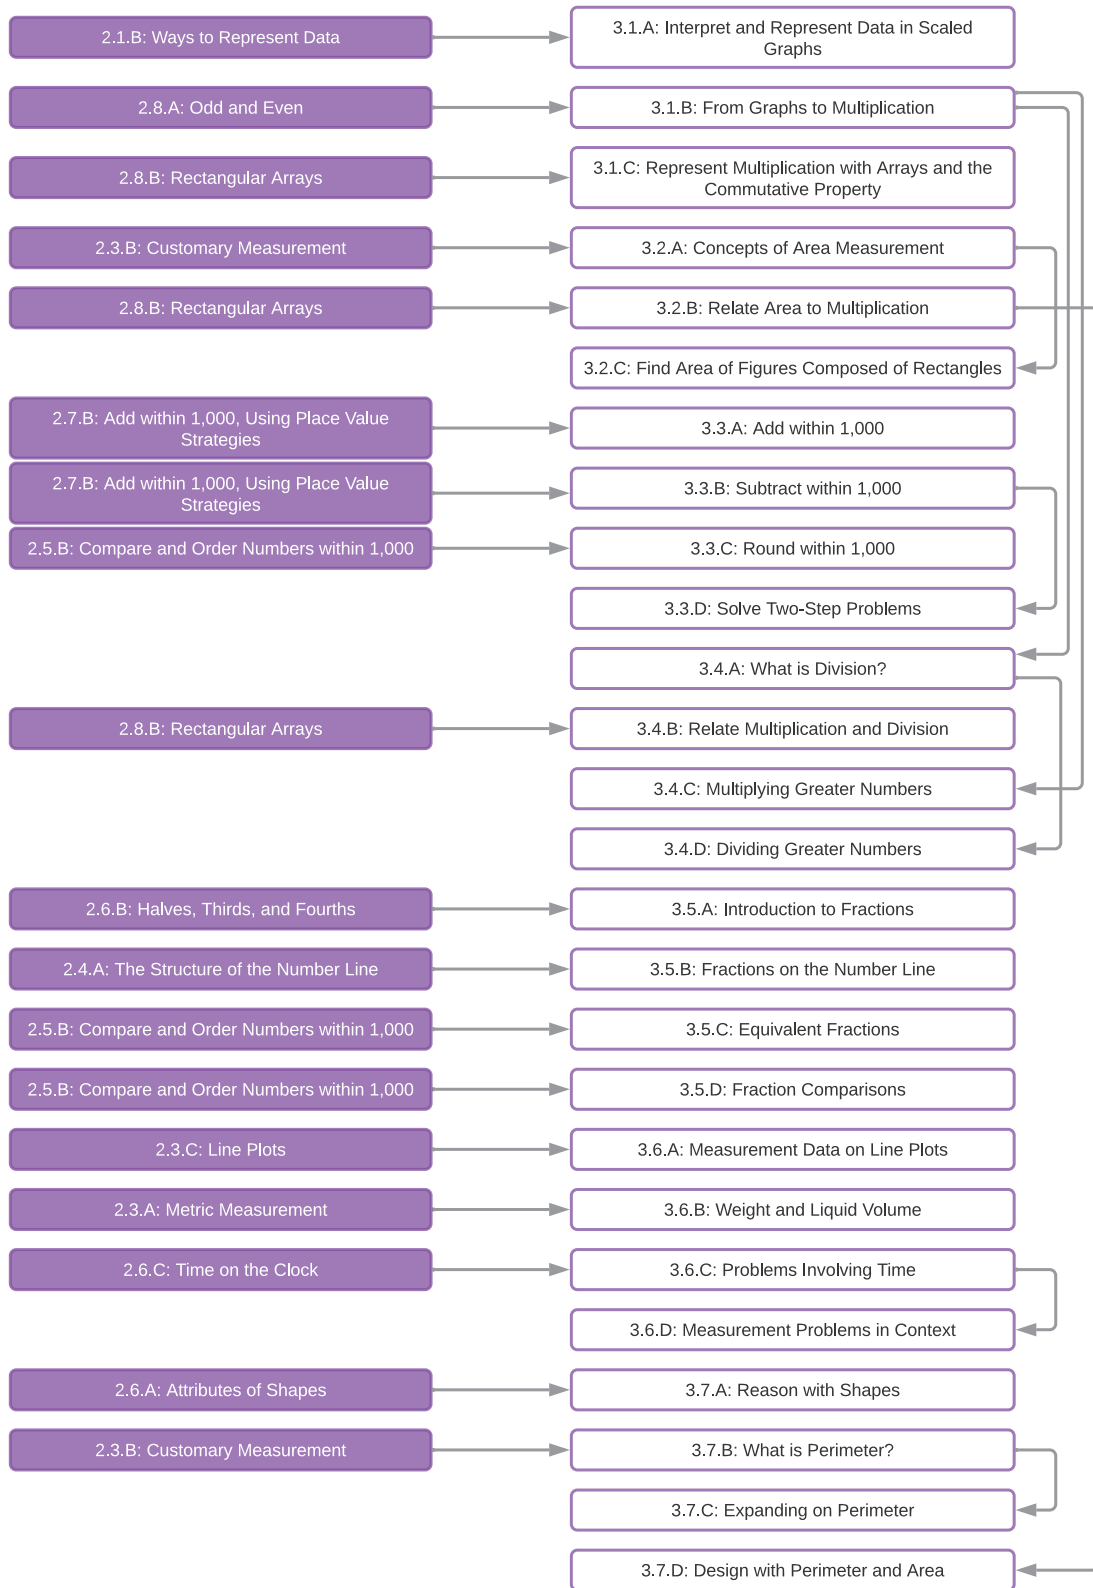 2.1.B: Ways to Represent Data
3.1.A: Interpret and Represent Data in Scaled
Graphs
2.8.A: Odd and Even
3.1.B: From Graphs to Multiplication
2.8.B: Rectangular Arrays
3.1.C: Represent Multiplication with Arrays and the
Commutative Property
2.3.B: Customary Measurement
3.2.A: Concepts of Area Measurement
2.8.B: Rectangular Arrays
3.2.B: Relate Area to Multiplication
3.2.C: Find Area of Figures Composed of Rectangles
2.7.B: Add within 1,000, Using Place Value
Strategies
3.3.A: Add within 1,000
2.7.B: Add within 1,000, Using Place Value
Strategies
3.3.B: Subtract within 1,000
2.5.B: Compare and Order Numbers within 1,000
3.3.C: Round within 1,000
3.3.D: Solve Two-Step Problems
3.4.A: What is Division?
2.8.B: Rectangular Arrays
3.4.B: Relate Multiplication and Division
3.4.C: Multiplying Greater Numbers
3.4.D: Dividing Greater Numbers
2.6.B: Halves, Thirds, and Fourths
3.5.A: Introduction to Fractions
2.4.A: The Structure of the Number Line
3.5.B: Fractions on the Number Line
2.5.B: Compare and Order Numbers within 1,000
3.5.C: Equivalent Fractions
2.5.B: Compare and Order Numbers within 1,000
3.5.D: Fraction Comparisons
2.3.C: Line Plots
3.6.A: Measurement Data on Line Plots
2.3.A: Metric Measurement
3.6.B: Weight and Liquid Volume
2.6.C: Time on the Clock
3.6.C: Problems Involving Time
3.6.D: Measurement Problems in Context
2.6.A: Attributes of Shapes
3.7.A: Reason with Shapes
2.3.B: Customary Measurement
3.7.B: What is Perimeter?
3.7.C: Expanding on Perimeter
3.7.D: Design with Perimeter and Area